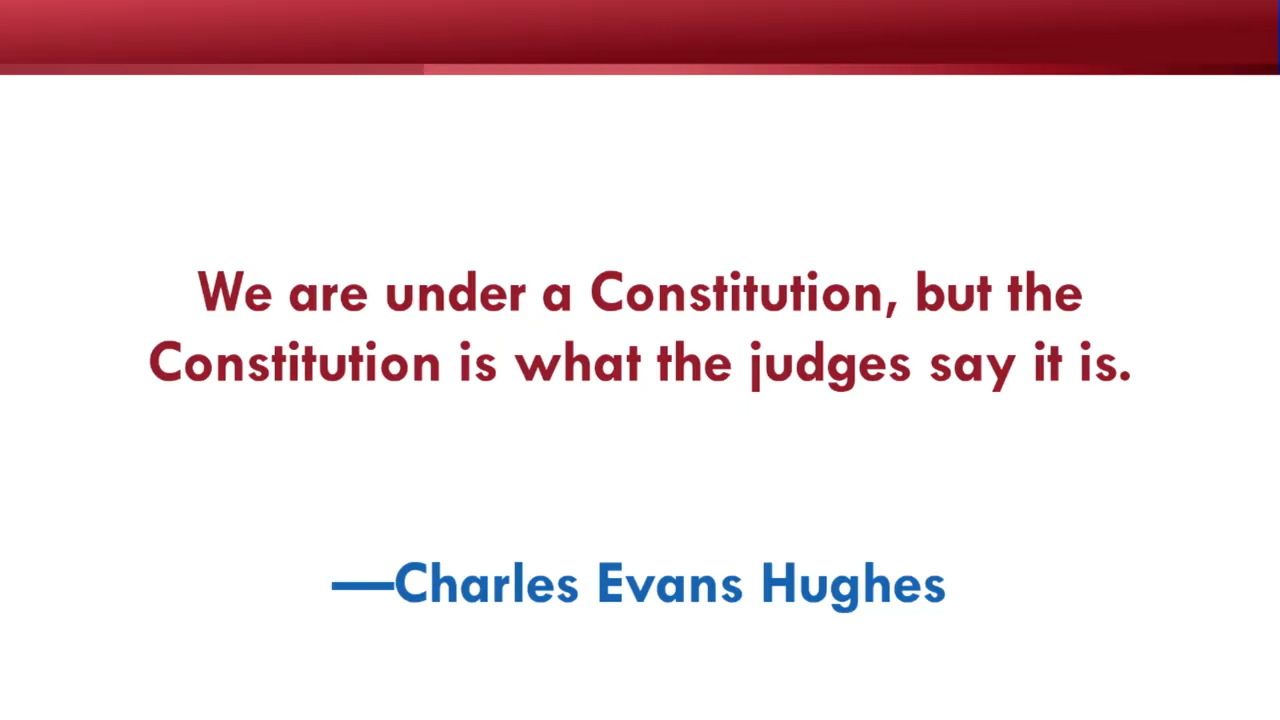 We are under a Constitution, but the
Constitution is what the judges say it is.
—Charles Evans Hughes